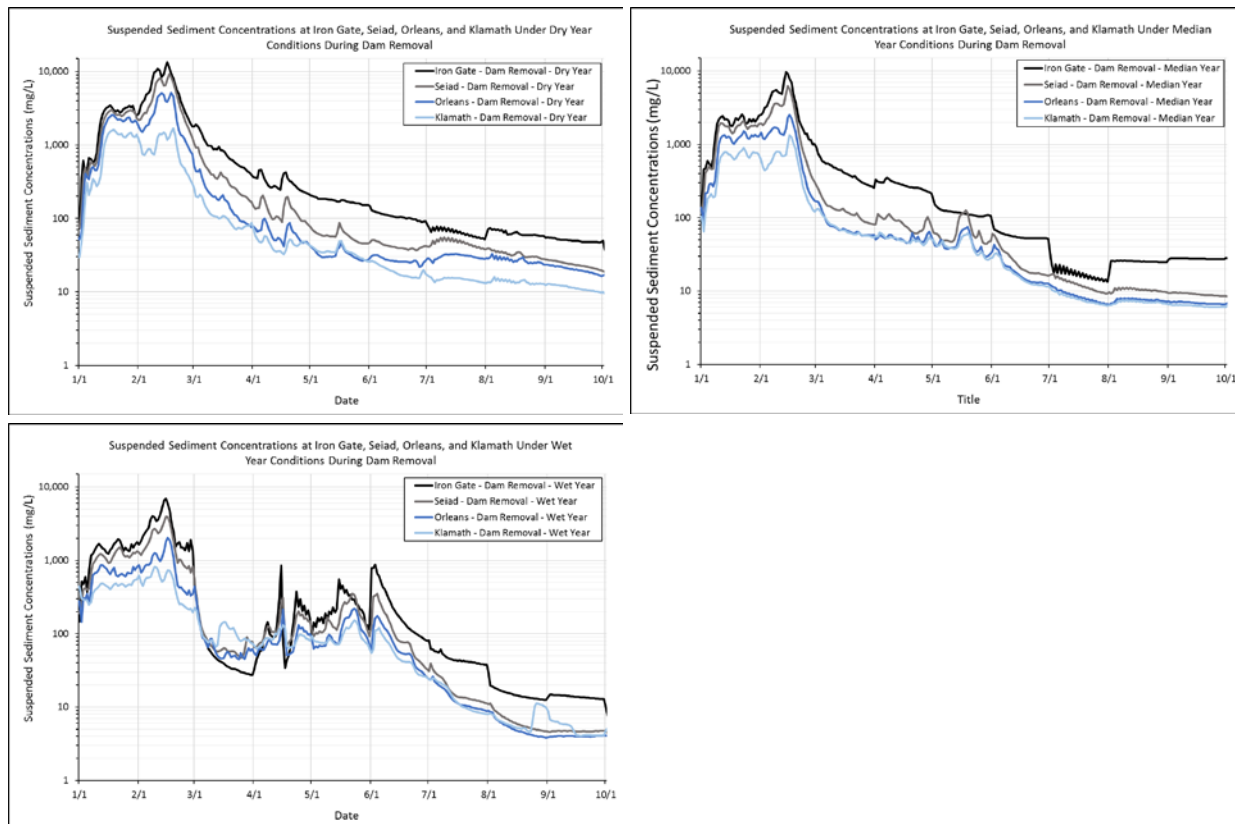 Suspended Sediment Concentrations at Iron Gate, Seiad, Orleans, and Klamath Under Dry Year
Conditions During Dam Removal
Suspended Sediment Concentrations (mg/L)
10,000
1,000
100
10
1
Iron Gate - Dam Removal - Dry Year
Seiad - Dam Removal - Dry Year
Orleans - Dam Removal - Dry Year
Klamath - Dam Removal - Dry Year
1/1 2/1 3/1 4/1 5/1 6/1 7/1 8/1 9/1 10/1
Date
Suspended Sediment Concentrations at Iron Gate, Seiad, Orleans, and Klamath Under Median
Year Conditions During Dam Removal
Suspended Sediment Concentrations (mg/L)
10,000
1,000
100
10
1
Iron Gate - Dam Removal - Median Year
Seiad - Dam Removal - Median Year
Orleans - Dam Removal - Median Year
Klamath - Dam Removal - Median Year
1/1 2/1 3/1 4/1 5/1 6/1 7/1 8/1 9/1 10/1
Title
Suspended Sediment Concentrations at Iron Gate, Seiad, Orleans, and Klamath Under Wet
Year Conditions During Dam Removal
Suspended Sediment Concentrations (mg/L)
10,000
1,000
100
10
1
Iron Gate - Dam Removal - Wet Year
Seiad - Dam Removal - Wet Year
Orleans - Dam Removal - Wet Year
Klamath - Dam Removal - Wet Year
1/1 2/1 3/1 4/1 5/1 6/1 7/1 8/1 9/1 10/1
Date